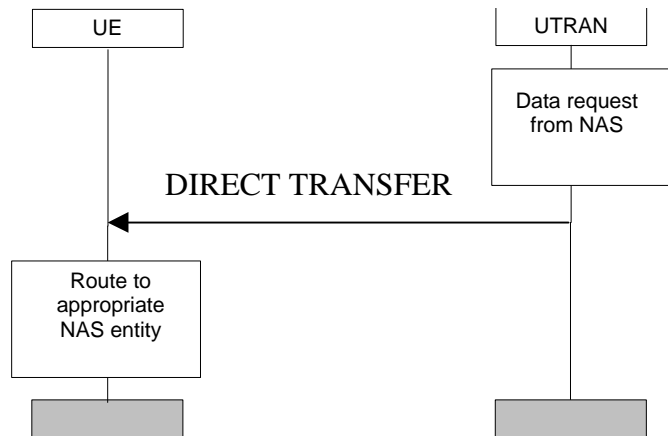 UE
UTRAN
Data request
from NAS
DIRECT TRANSFER
Route to
appropriate
NAS entity